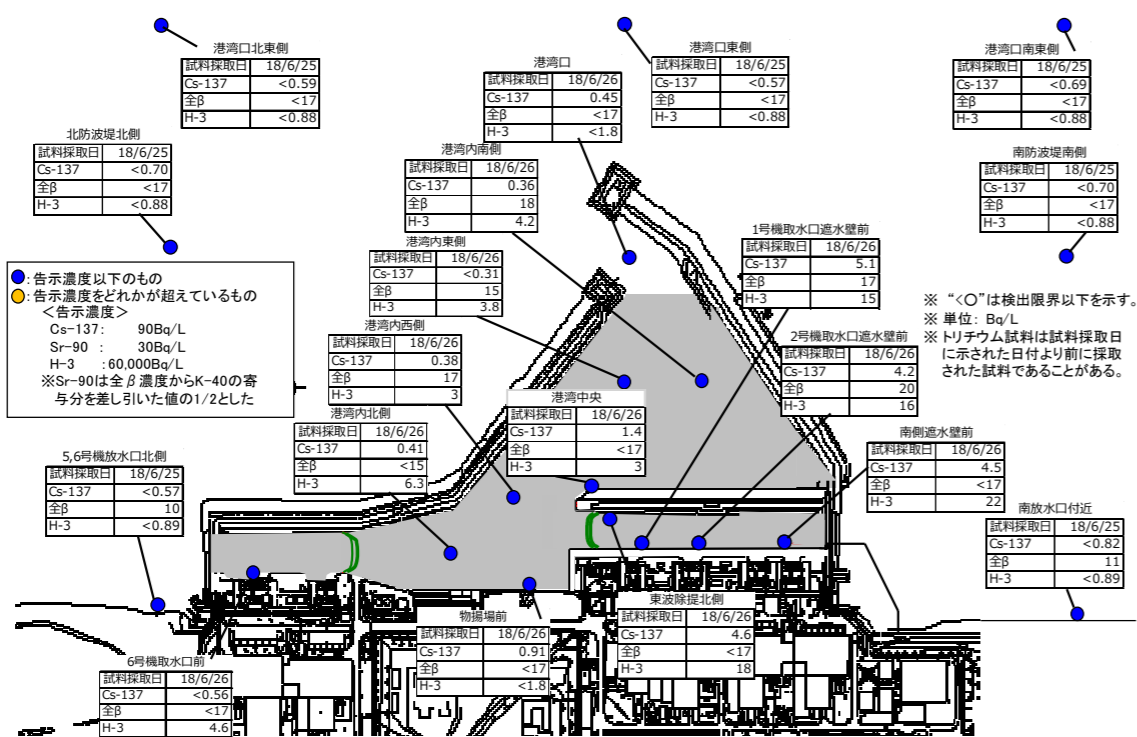 港湾口北東側
試料採取日 18/6/25
Cs-137 <0.59
全β <17
H-3 <0.88
港湾口
試料採取日 18/6/26
Cs-137 0.45
全β <17
H-3 <1.8
港湾口東側
試料採取日 18/6/25
Cs-137 <0.57
全β <17
H-3 <0.88
港湾口南東側
試料採取日 18/6/25
Cs-137 <0.69
全β <17
H-3 <0.88
北防波堤北側
試料採取日 18/6/25
Cs-137 <0.70
全β <17
H-3 <0.88
港湾内南側
試料採取日 18/6/26
Cs-137 0.36
全β 18
H-3 4.2
南防波堤南側
試料採取日 18/6/25
Cs-137 <0.70
全β <17
H-3 <0.88
港湾内東側
試料採取日 18/6/26
Cs-137 <0.31
全β 15
H-3 3.8
1号機取水口遮水壁前
試料採取日 18/6/26
Cs-137 5.1
全β 17
H-3 15
:告示濃度以下のもの
:告示濃度をどれかが超えているもの
<告示濃度>
Cs-137: 90Bq/L
Sr-90 : 30Bq/L
H-3 :60,000Bq/L
※Sr-90は全β濃度からK-40の寄
与分を差し引いた値の1/2とした
※ “<○”は検出限界以下を示す。
※ 単位: Bq/L
※ トリチウム試料は試料採取日
に示された日付より前に採取
された試料であることがある。
港湾内西側
試料採取日 18/6/26
Cs-137 0.38
全β 17
H-3 3
2号機取水口遮水壁前
試料採取日 18/6/26
Cs-137 4.2
全β 20
H-3 16
港湾中央
試料採取日 18/6/26
Cs-137 1.4
全β <17
H-3 3
港湾内北側
試料採取日 18/6/26
Cs-137 0.41
全β <15
H-3 6.3
南側遮水壁前
試料採取日 18/6/26
Cs-137 4.5
全β <17
H-3 22
5,6号機放水口北側
試料採取日 18/6/25
Cs-137 <0.57
全β 10
H-3 <0.89
南放水口付近
試料採取日 18/6/25
Cs-137 <0.82
全β 11
H-3 <0.89
東波除堤北側
試料採取日 18/6/26
Cs-137 4.6
全β <17
H-3 18
物揚場前
試料採取日 18/6/26
Cs-137 0.91
全β <17
H-3 <1.8
6号機取水口前
試料採取日 18/6/26
Cs-137 <0.56
全β <17
H-3 4.6